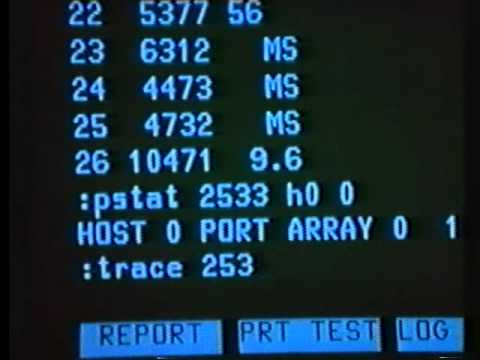 22 5377 56
23 6312 MS
24 4473 MS
25 4732 MS
26 10471 9.6
:pstat 2533 h0 0
HOST 0 PORT ARRAY 0 1
:trace 253
REPORT PRT TEST LOG